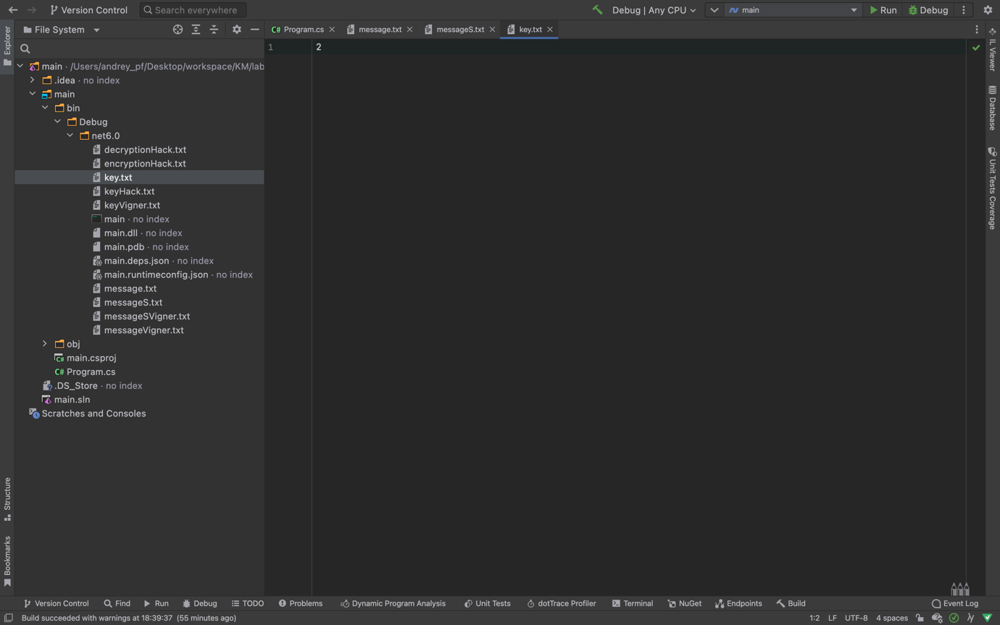 Version Control
Search everywhere
Debug | Any CPU
main
Run
Debug
Explorer
File System
C# Program.cs
message.txt
messageS.txt
key.txt
1
2
main · /Users/andrey_pf/Desktop/workspace/KM/lab
.idea · no index
main
bin
Debug
net6.0
decryptionHack.txt
encryptionHack.txt
key.txt
keyHack.txt
keyVigner.txt
main · no index
main.dll · no index
main.pdb · no index
main.deps.json · no index
main.runtimeconfig.json · no index
message.txt
messageS.txt
messageSVigner.txt
messageVigner.txt
obj
C# main.csproj
C# Program.cs
.DS_Store · no index
main.sln
Scratches and Consoles
IL Viewer
Database
Unit Tests Coverage
Structure
Bookmarks
Version Control
Find
Run
Debug
TODO
Problems
Dynamic Program Analysis
Unit Tests
dotTrace Profiler
Terminal
NuGet
Endpoints
Build
Event Log
Build succeeded with warnings at 18:39:37 (55 minutes ago)
1:2
LF
UTF-8
4 spaces